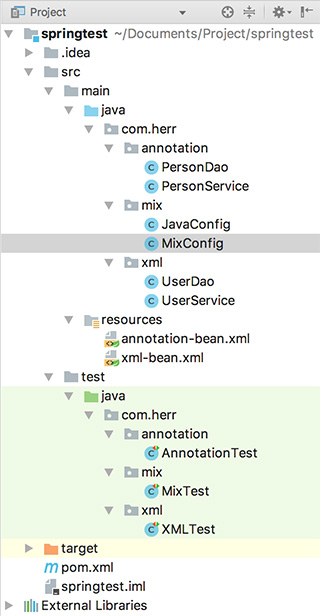 Project
springtest ~/Documents/Project/springtest
.idea
src
main
java
com.herr
annotation
PersonDao
PersonService
mix
JavaConfig
MixConfig
xml
UserDao
UserService
resources
annotation-bean.xml
xml-bean.xml
test
java
com.herr
annotation
AnnotationTest
mix
MixTest
xml
XMLTest
target
pom.xml
springtest.iml
External Libraries